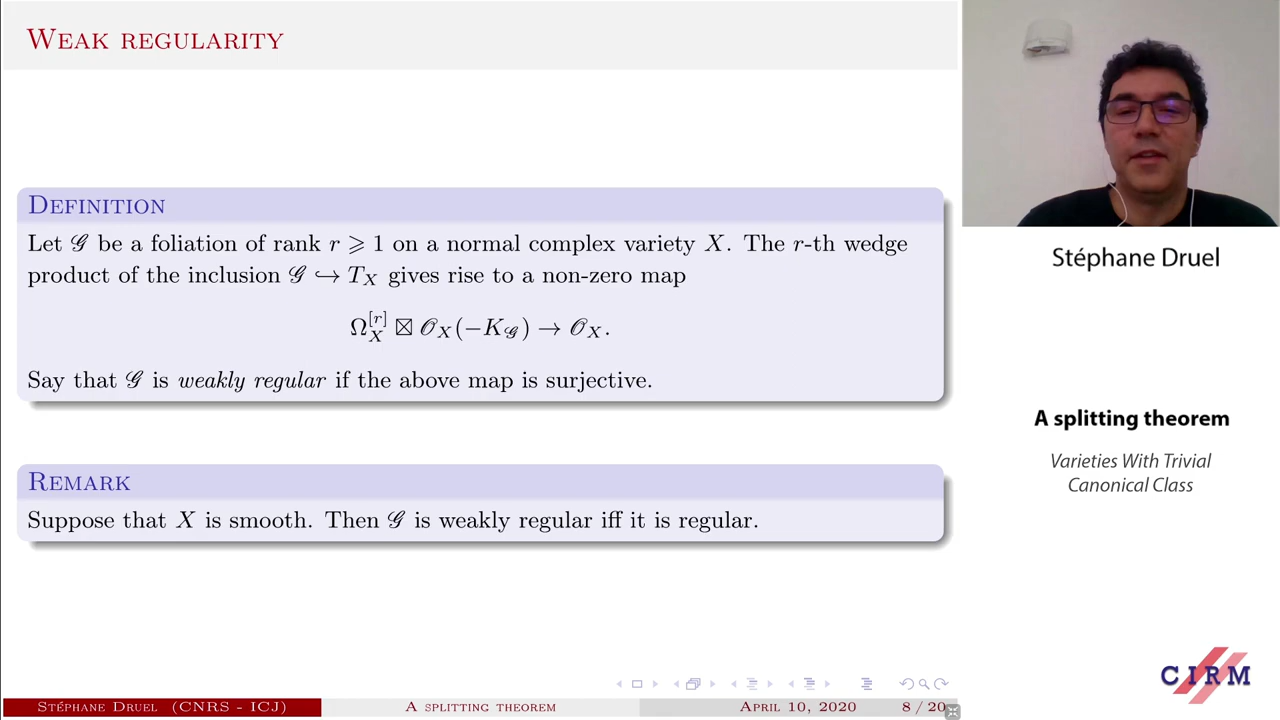 WEAK REGULARITY
DEFINITION
Let 𝒢 be a foliation of rank r ⩾ 1 on a normal complex variety X. The r-th wedge
product of the inclusion 𝒢 ↪ T_X gives rise to a non-zero map
Ω_X^{[r]} ⊠ 𝒪_X(−K_𝒢) → 𝒪_X.
Say that 𝒢 is weakly regular if the above map is surjective.
REMARK
Suppose that X is smooth. Then 𝒢 is weakly regular iff it is regular.
STÉPHANE DRUEL (CNRS - ICJ)
A SPLITTING THEOREM
APRIL 10, 2020
8 / 20
Stéphane Druel
A splitting theorem
Varieties With Trivial
Canonical Class
CIRM